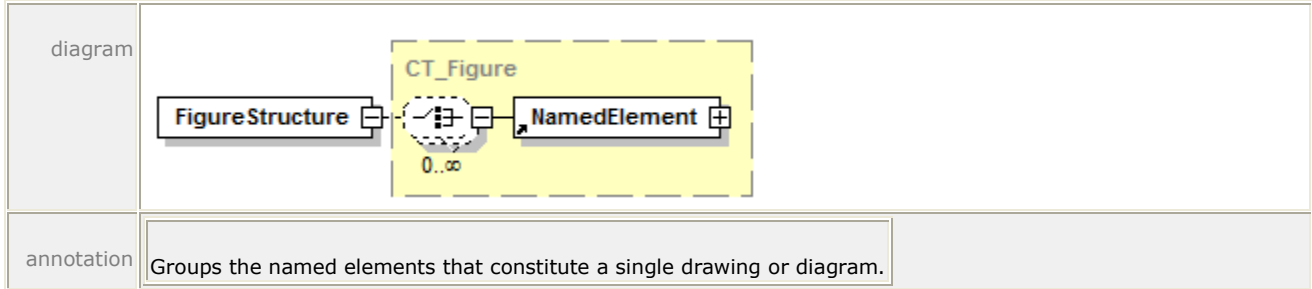 diagram
CT_Figure
FigureStructure
NamedElement
0..∞
annotation
Groups the named elements that constitute a single drawing or diagram.